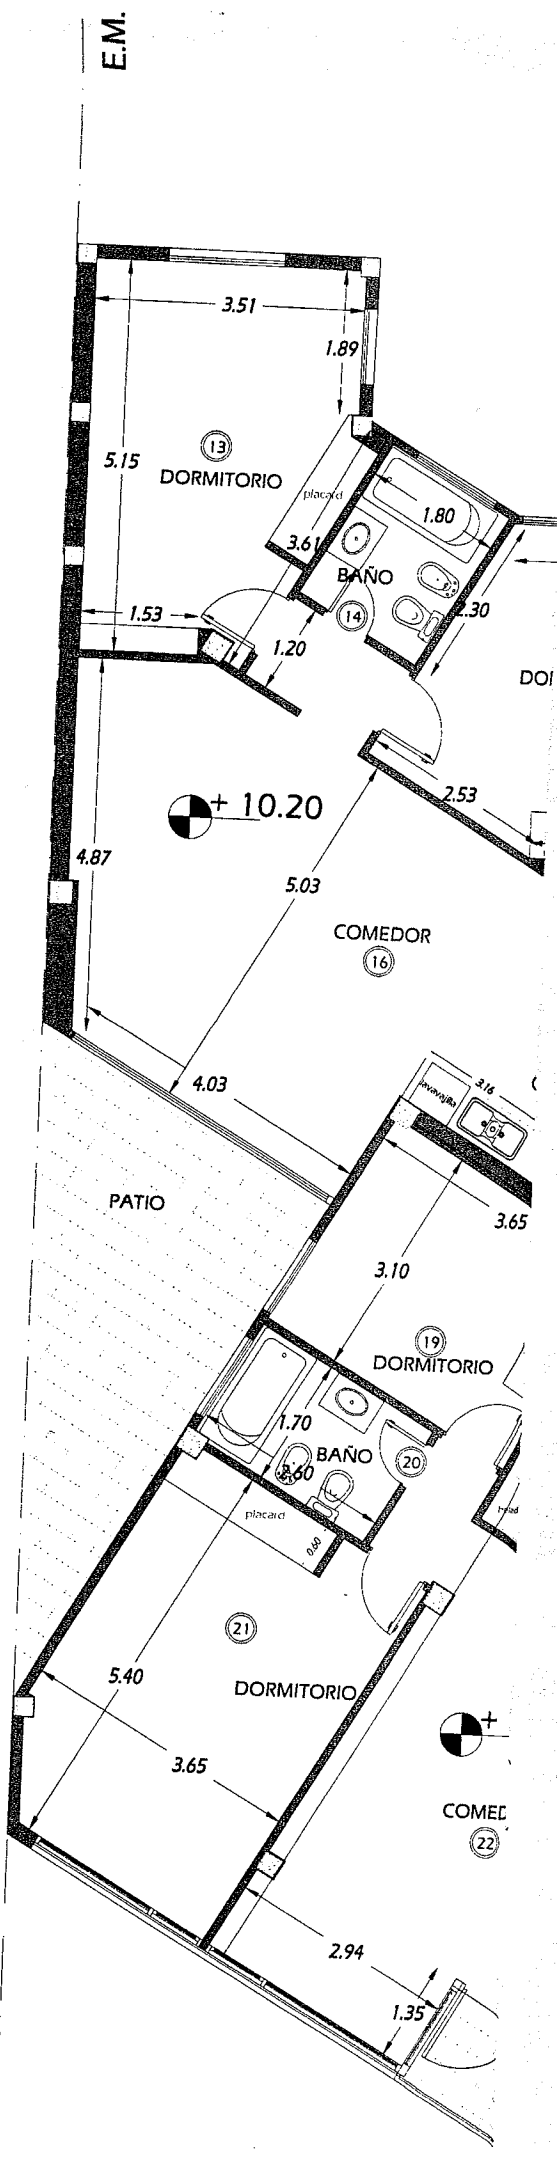 E.M.
3.51
1.89
13
DORMITORIO
5.15
placard
1.80
3.61
BAÑO
14
2.30
1.53
1.20
+ 10.20
2.53
4.87
5.03
COMEDOR
16
4.03
3.16
lavavajilla
PATIO
3.65
3.10
19
DORMITORIO
1.70
BAÑO
20
placard
0.60
21
5.40
DORMITORIO
3.65
+
22
2.94
1.35